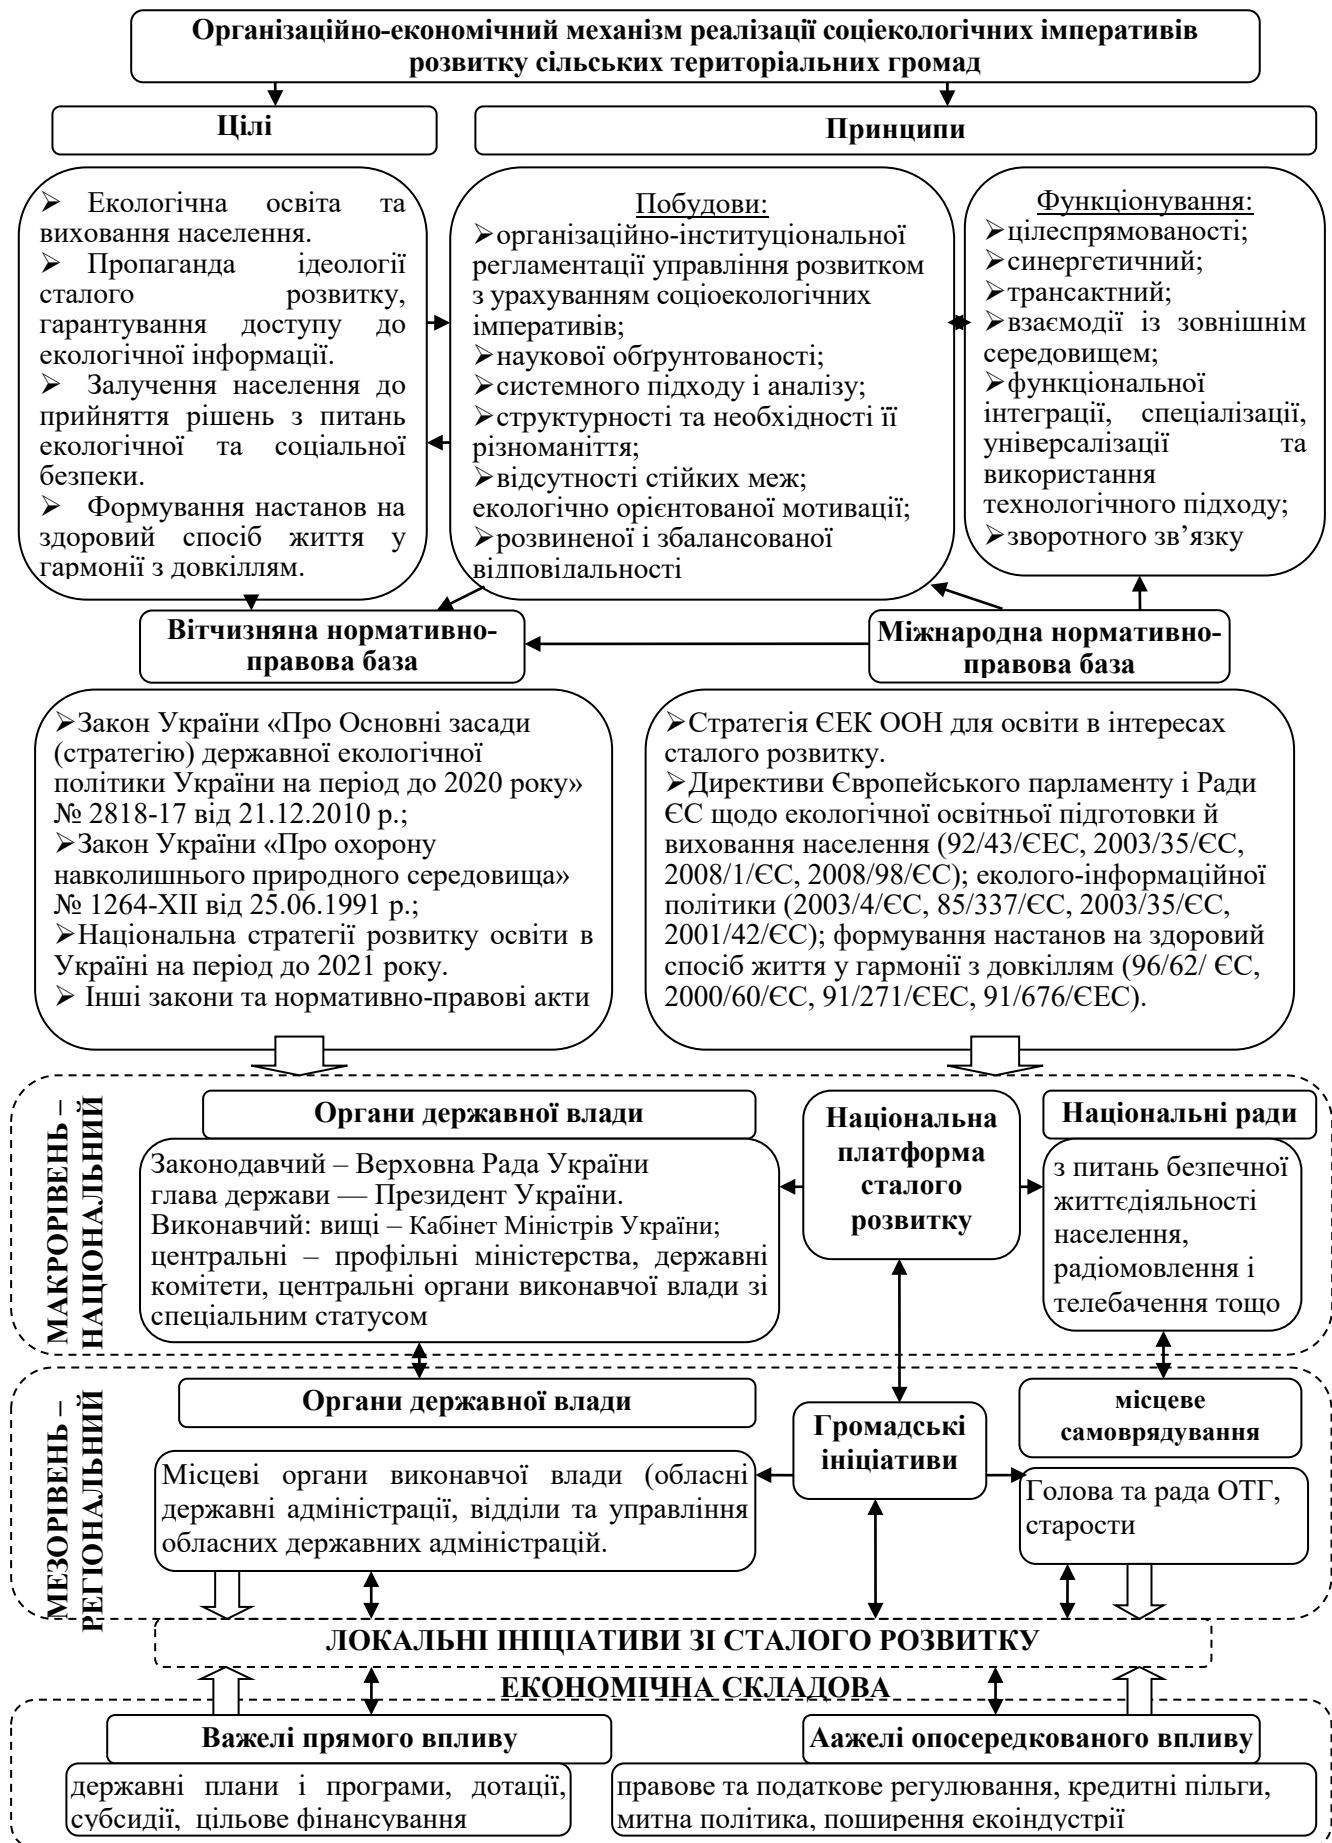 Організаційно-економічний механізм реалізації соціекологічних імперативів
розвитку сільських територіальних громад
Цілі
Принципи
➢ Екологічна освіта та
виховання населення.
➢ Пропаганда ідеології
сталого розвитку,
гарантування доступу до
екологічної інформації.
➢ Залучення населення до
прийняття рішень з питань
екологічної та соціальної
безпеки.
➢ Формування настанов на
здоровий спосіб життя у
гармонії з довкіллям.
Побудови:
➢організаційно-інституціональної
регламентації управління розвитком
з урахуванням соціоекологічних
імперативів;
➢наукової обґрунтованості;
➢системного підходу і аналізу;
➢структурності та необхідності її
різноманіття;
➢відсутності стійких меж;
екологічно орієнтованої мотивації;
➢розвиненої і збалансованої
відповідальності
Функціонування:
➢цілеспрямованості;
➢синергетичний;
➢трансактний;
➢взаємодії із зовнішнім
середовищем;
➢функціональної
інтеграції, спеціалізації,
універсалізації та
використання
технологічного підходу;
➢зворотного зв’язку
Вітчизняна нормативно-
правова база
Міжнародна нормативно-
правова база
➢Закон України «Про Основні засади
(стратегію) державної екологічної
політики України на період до 2020 року»
№ 2818-17 від 21.12.2010 р.;
➢Закон України «Про охорону
навколишнього природного середовища»
№ 1264-XII від 25.06.1991 р.;
➢Національна стратегії розвитку освіти в
Україні на період до 2021 року.
➢ Інші закони та нормативно-правові акти
➢Стратегія ЄЕК ООН для освіти в інтересах
сталого розвитку.
➢Директиви Європейського парламенту і Ради
ЄС щодо екологічної освітньої підготовки й
виховання населення (92/43/ЄЕС, 2003/35/ЄС,
2008/1/ЄС, 2008/98/ЄС); еколого-інформаційної
політики (2003/4/ЄС, 85/337/ЄС, 2003/35/ЄС,
2001/42/ЄС); формування настанов на здоровий
спосіб життя у гармонії з довкіллям (96/62/ ЄС,
2000/60/ЄС, 91/271/ЄЕС, 91/676/ЄЕС).
МАКРОРІВЕНЬ –
НАЦІОНАЛЬНИЙ
Органи державної влади
Законодавчий – Верховна Рада України
глава держави — Президент України.
Виконавчий: вищі – Кабінет Міністрів України;
центральні – профільні міністерства, державні
комітети, центральні органи виконавчої влади зі
спеціальним статусом
Національна
платформа
сталого
розвитку
Національні ради
з питань безпечної
життєдіяльності
населення,
радіомовлення і
телебачення тощо
МЕЗОРІВЕНЬ –
РЕГІОНАЛЬНИЙ
Органи державної влади
Місцеві органи виконавчої влади (обласні
державні адміністрації, відділи та управління
обласних державних адміністрацій.
Громадські
ініціативи
місцеве
самоврядування
Голова та рада ОТГ,
старости
ЛОКАЛЬНІ ІНІЦІАТИВИ ЗІ СТАЛОГО РОЗВИТКУ
ЕКОНОМІЧНА СКЛАДОВА
Важелі прямого впливу
державні плани і програми, дотації,
субсидії, цільове фінансування
Аажелі опосередкованого впливу
правове та податкове регулювання, кредитні пільги,
митна політика, поширення екоіндустрії